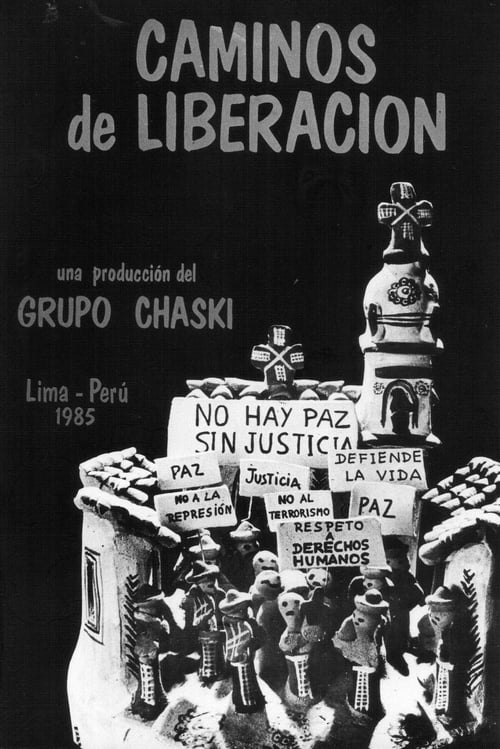 CAMINOS
de LIBERACION
una producción del
GRUPO CHASKI
Lima - Perú
1985
NO HAY PAZ
SIN JUSTICIA
DEFIENDE
LA VIDA
PAZ
Justicia
NO A LA
REPRESIÓN
NO AL
TERRORISMO
PAZ
RESPETO
A
DERECHOS
HUMANOS